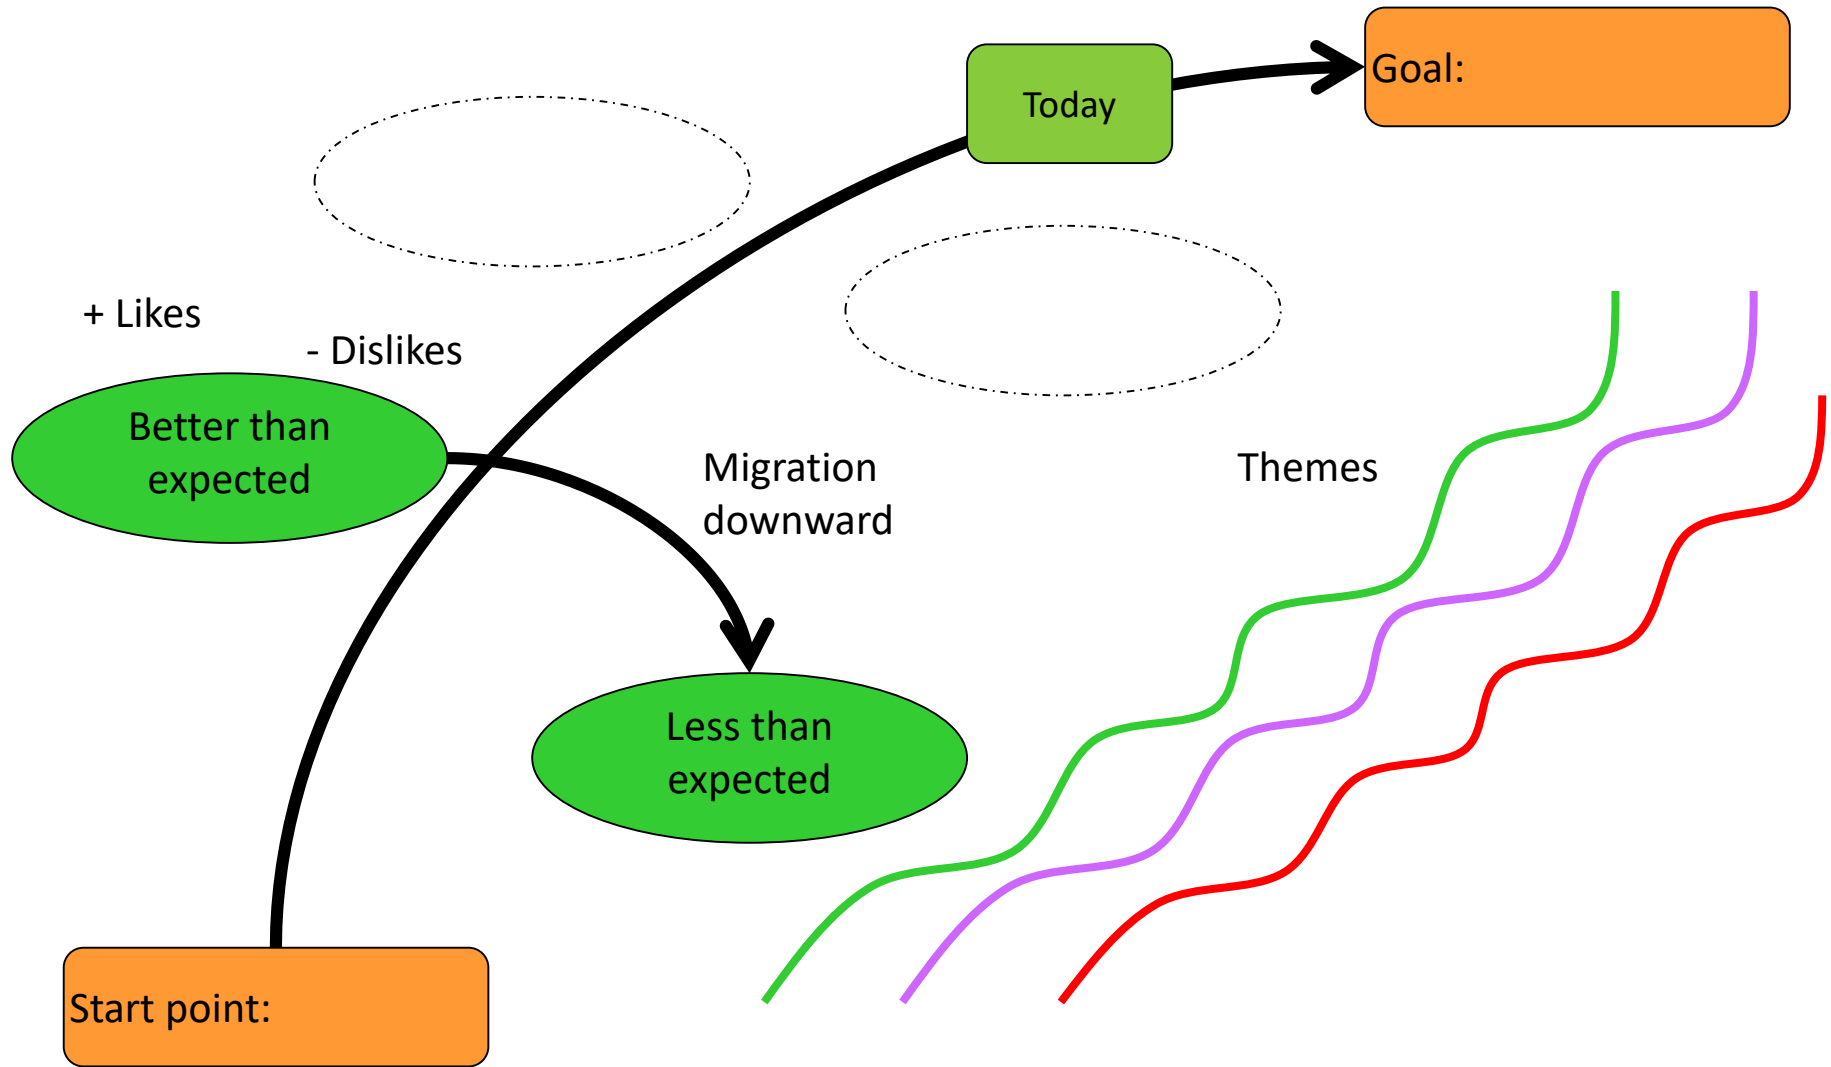 Goal:
Today
+ Likes
- Dislikes
Better than
expected
Migration
downward
Themes
Less than
expected
Start point: